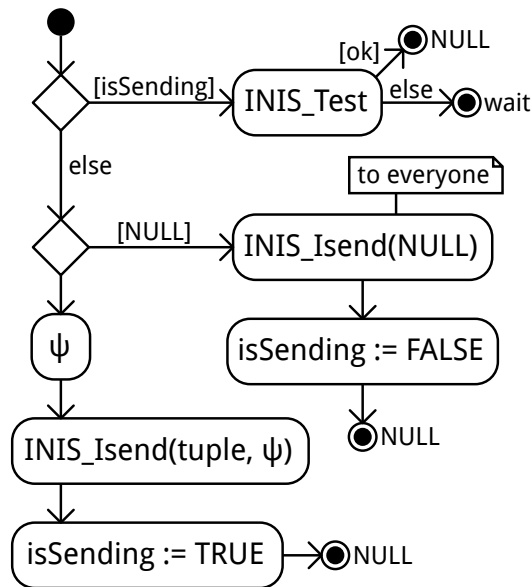 [ok]
NULL
[isSending]
INIS_Test
else
wait
else
to everyone
[NULL]
INIS_Isend(NULL)
ψ
isSending := FALSE
INIS_Isend(tuple, ψ)
NULL
isSending := TRUE
NULL